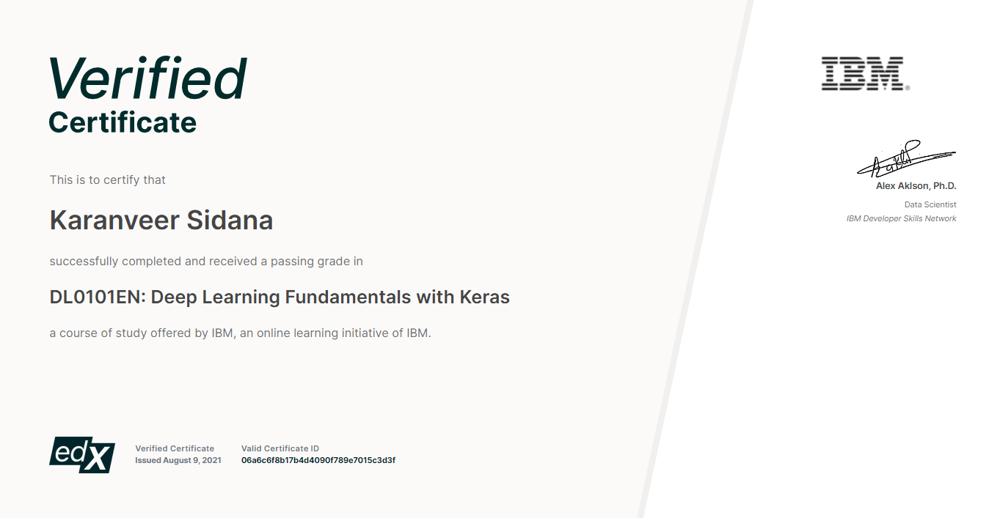 Verified
Certificate
This is to certify that
Karanveer Sidana
successfully completed and received a passing grade in
DL0101EN: Deep Learning Fundamentals with Keras
a course of study offered by IBM, an online learning initiative of IBM.
edX
Verified Certificate
Issued August 9, 2021
Valid Certificate ID
06a6c6f8b17b4d4090f789e7015c3d3f
IBM
Alex Aklson, Ph.D.
Data Scientist
IBM Developer Skills Network